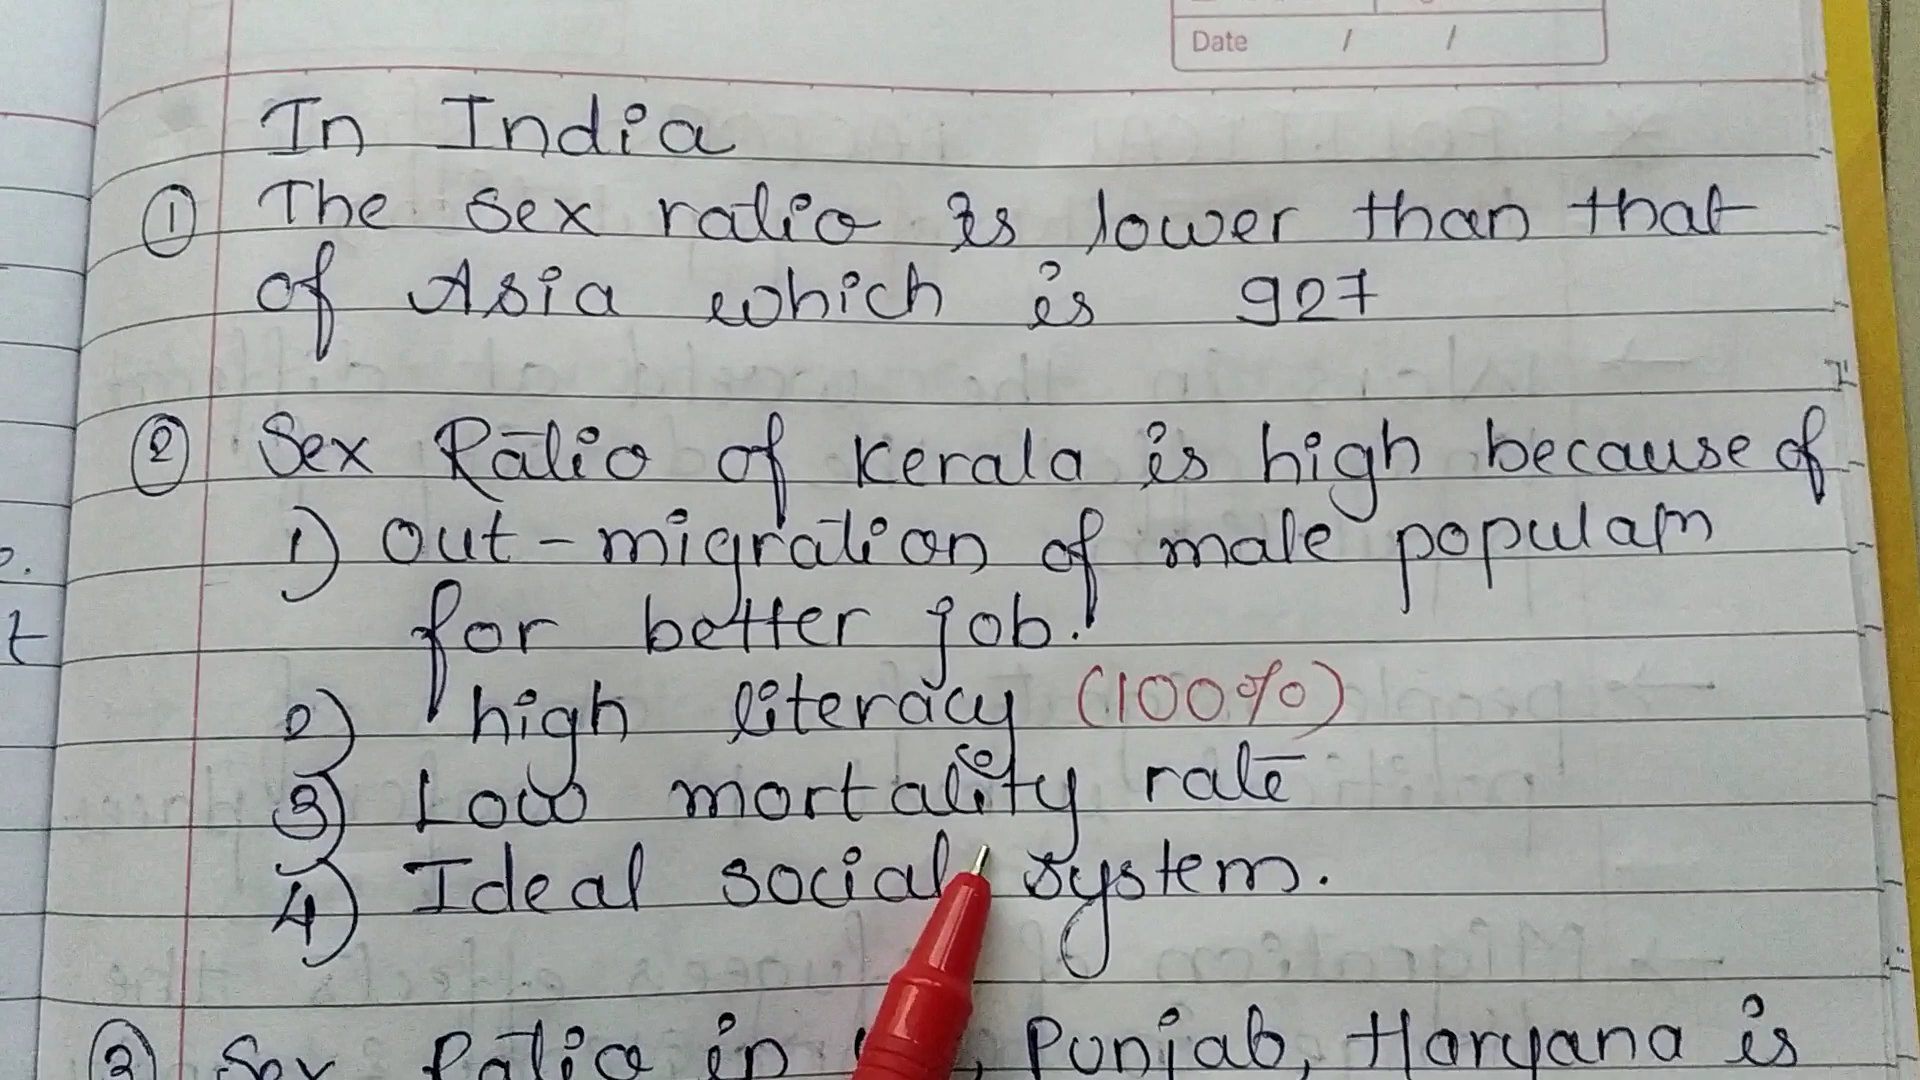 Date / /
In India
① The sex ratio is lower than that
of Asia which is 927
② Sex Ratio of Kerala is high because of
1) Out-migration of male populatn
for better job.
2) high literacy (100%)
3) Low mortality rate
4) Ideal social system.
③ Sex Ratio in , Punjab, Haryana is